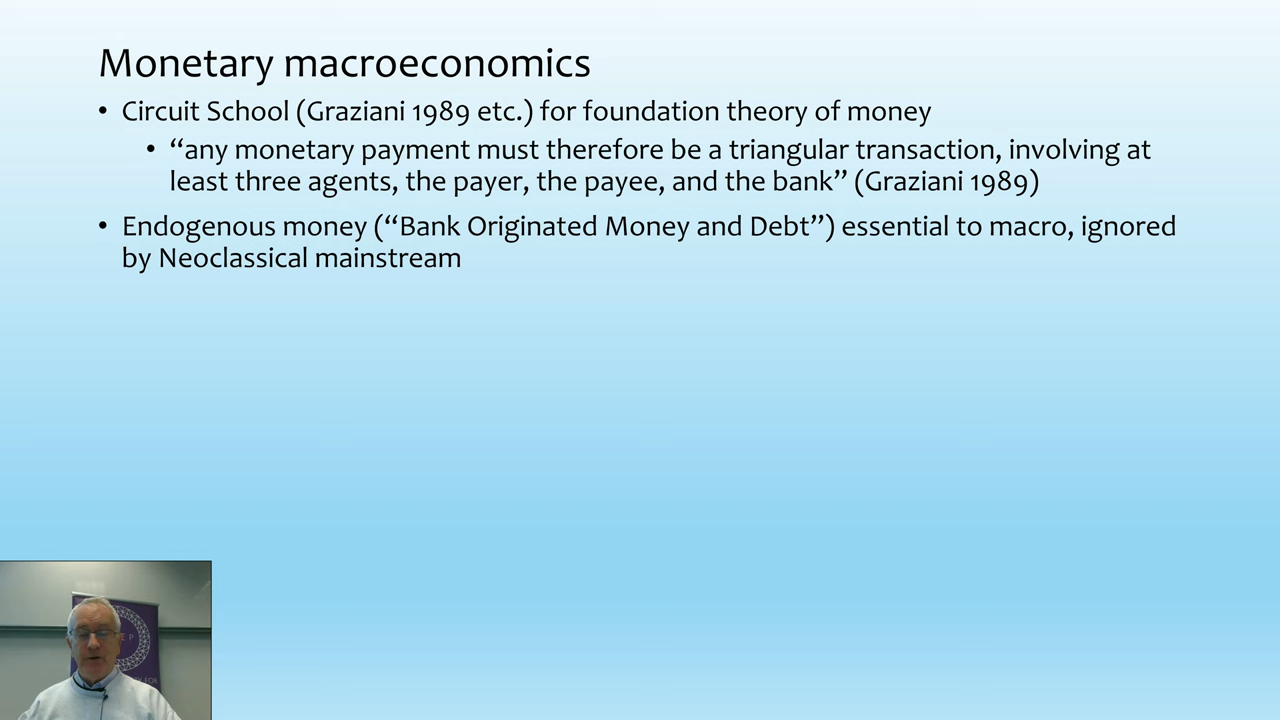 Monetary macroeconomics
• Circuit School (Graziani 1989 etc.) for foundation theory of money
• “any monetary payment must therefore be a triangular transaction, involving at
least three agents, the payer, the payee, and the bank” (Graziani 1989)
• Endogenous money (“Bank Originated Money and Debt”) essential to macro, ignored
by Neoclassical mainstream
E P